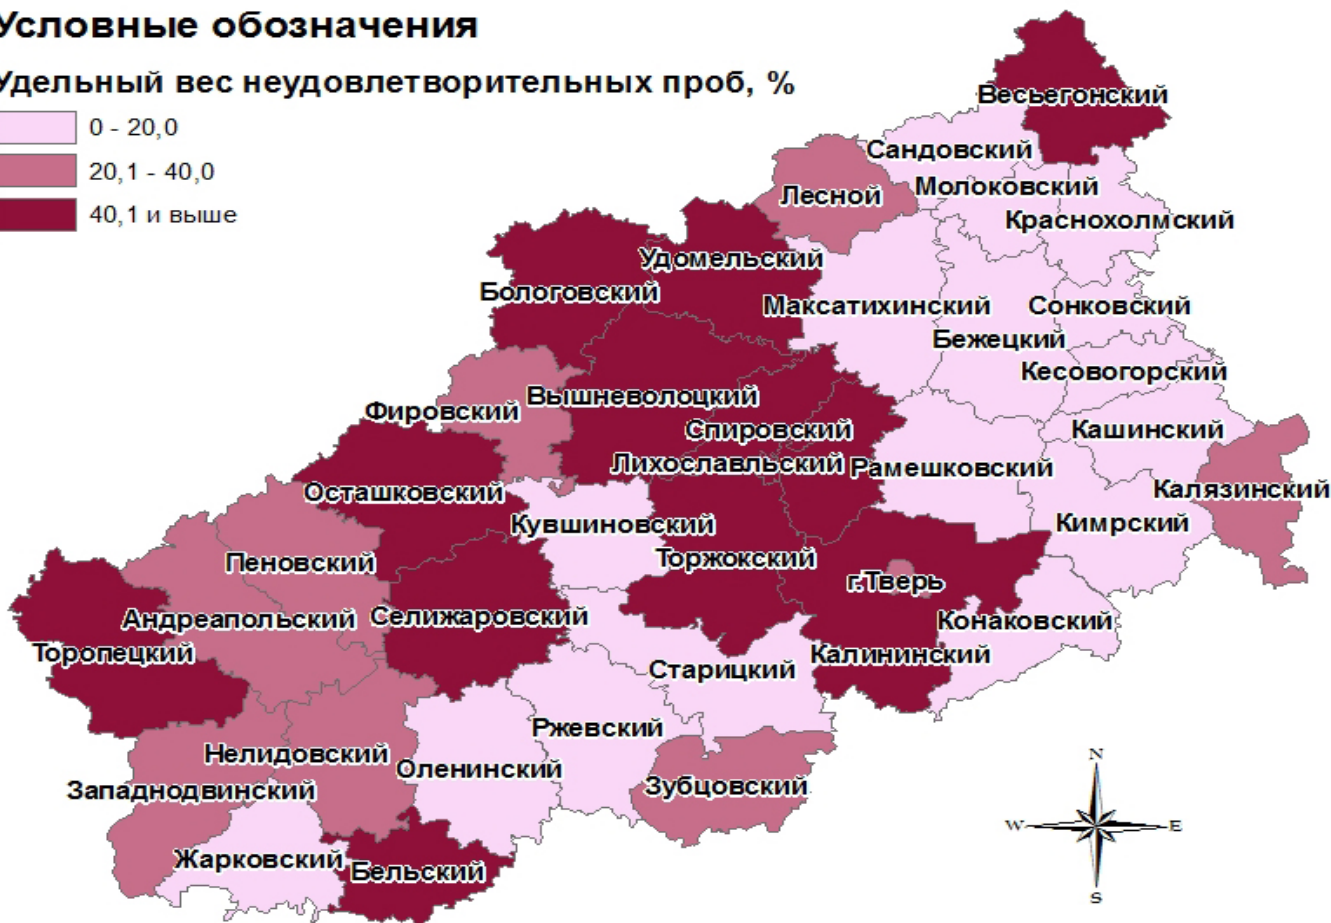 Условные обозначения
Удельный вес неудовлетворительных проб, %
0 - 20,0
20,1 - 40,0
40,1 и выше
Весьегонский
Сандовский
Молоковский
Лесной
Краснохолмский
Удомельский
Бологовский
Максатихинский
Сонковский
Бежецкий
Кесовогорский
Вышневолоцкий
Фировский
Спировский
Кашинский
Лихославльский
Рамешковский
Калязинский
Осташковский
Кувшиновский
Кимрский
Торжокский
Пеновский
г.Тверь
Андреапольский
Селижаровский
Конаковский
Торопецкий
Калининский
Старицкий
Ржевский
Нелидовский
Оленинский
Зубцовский
Западнодвинский
Жарковский
Бельский
N
W
E
S